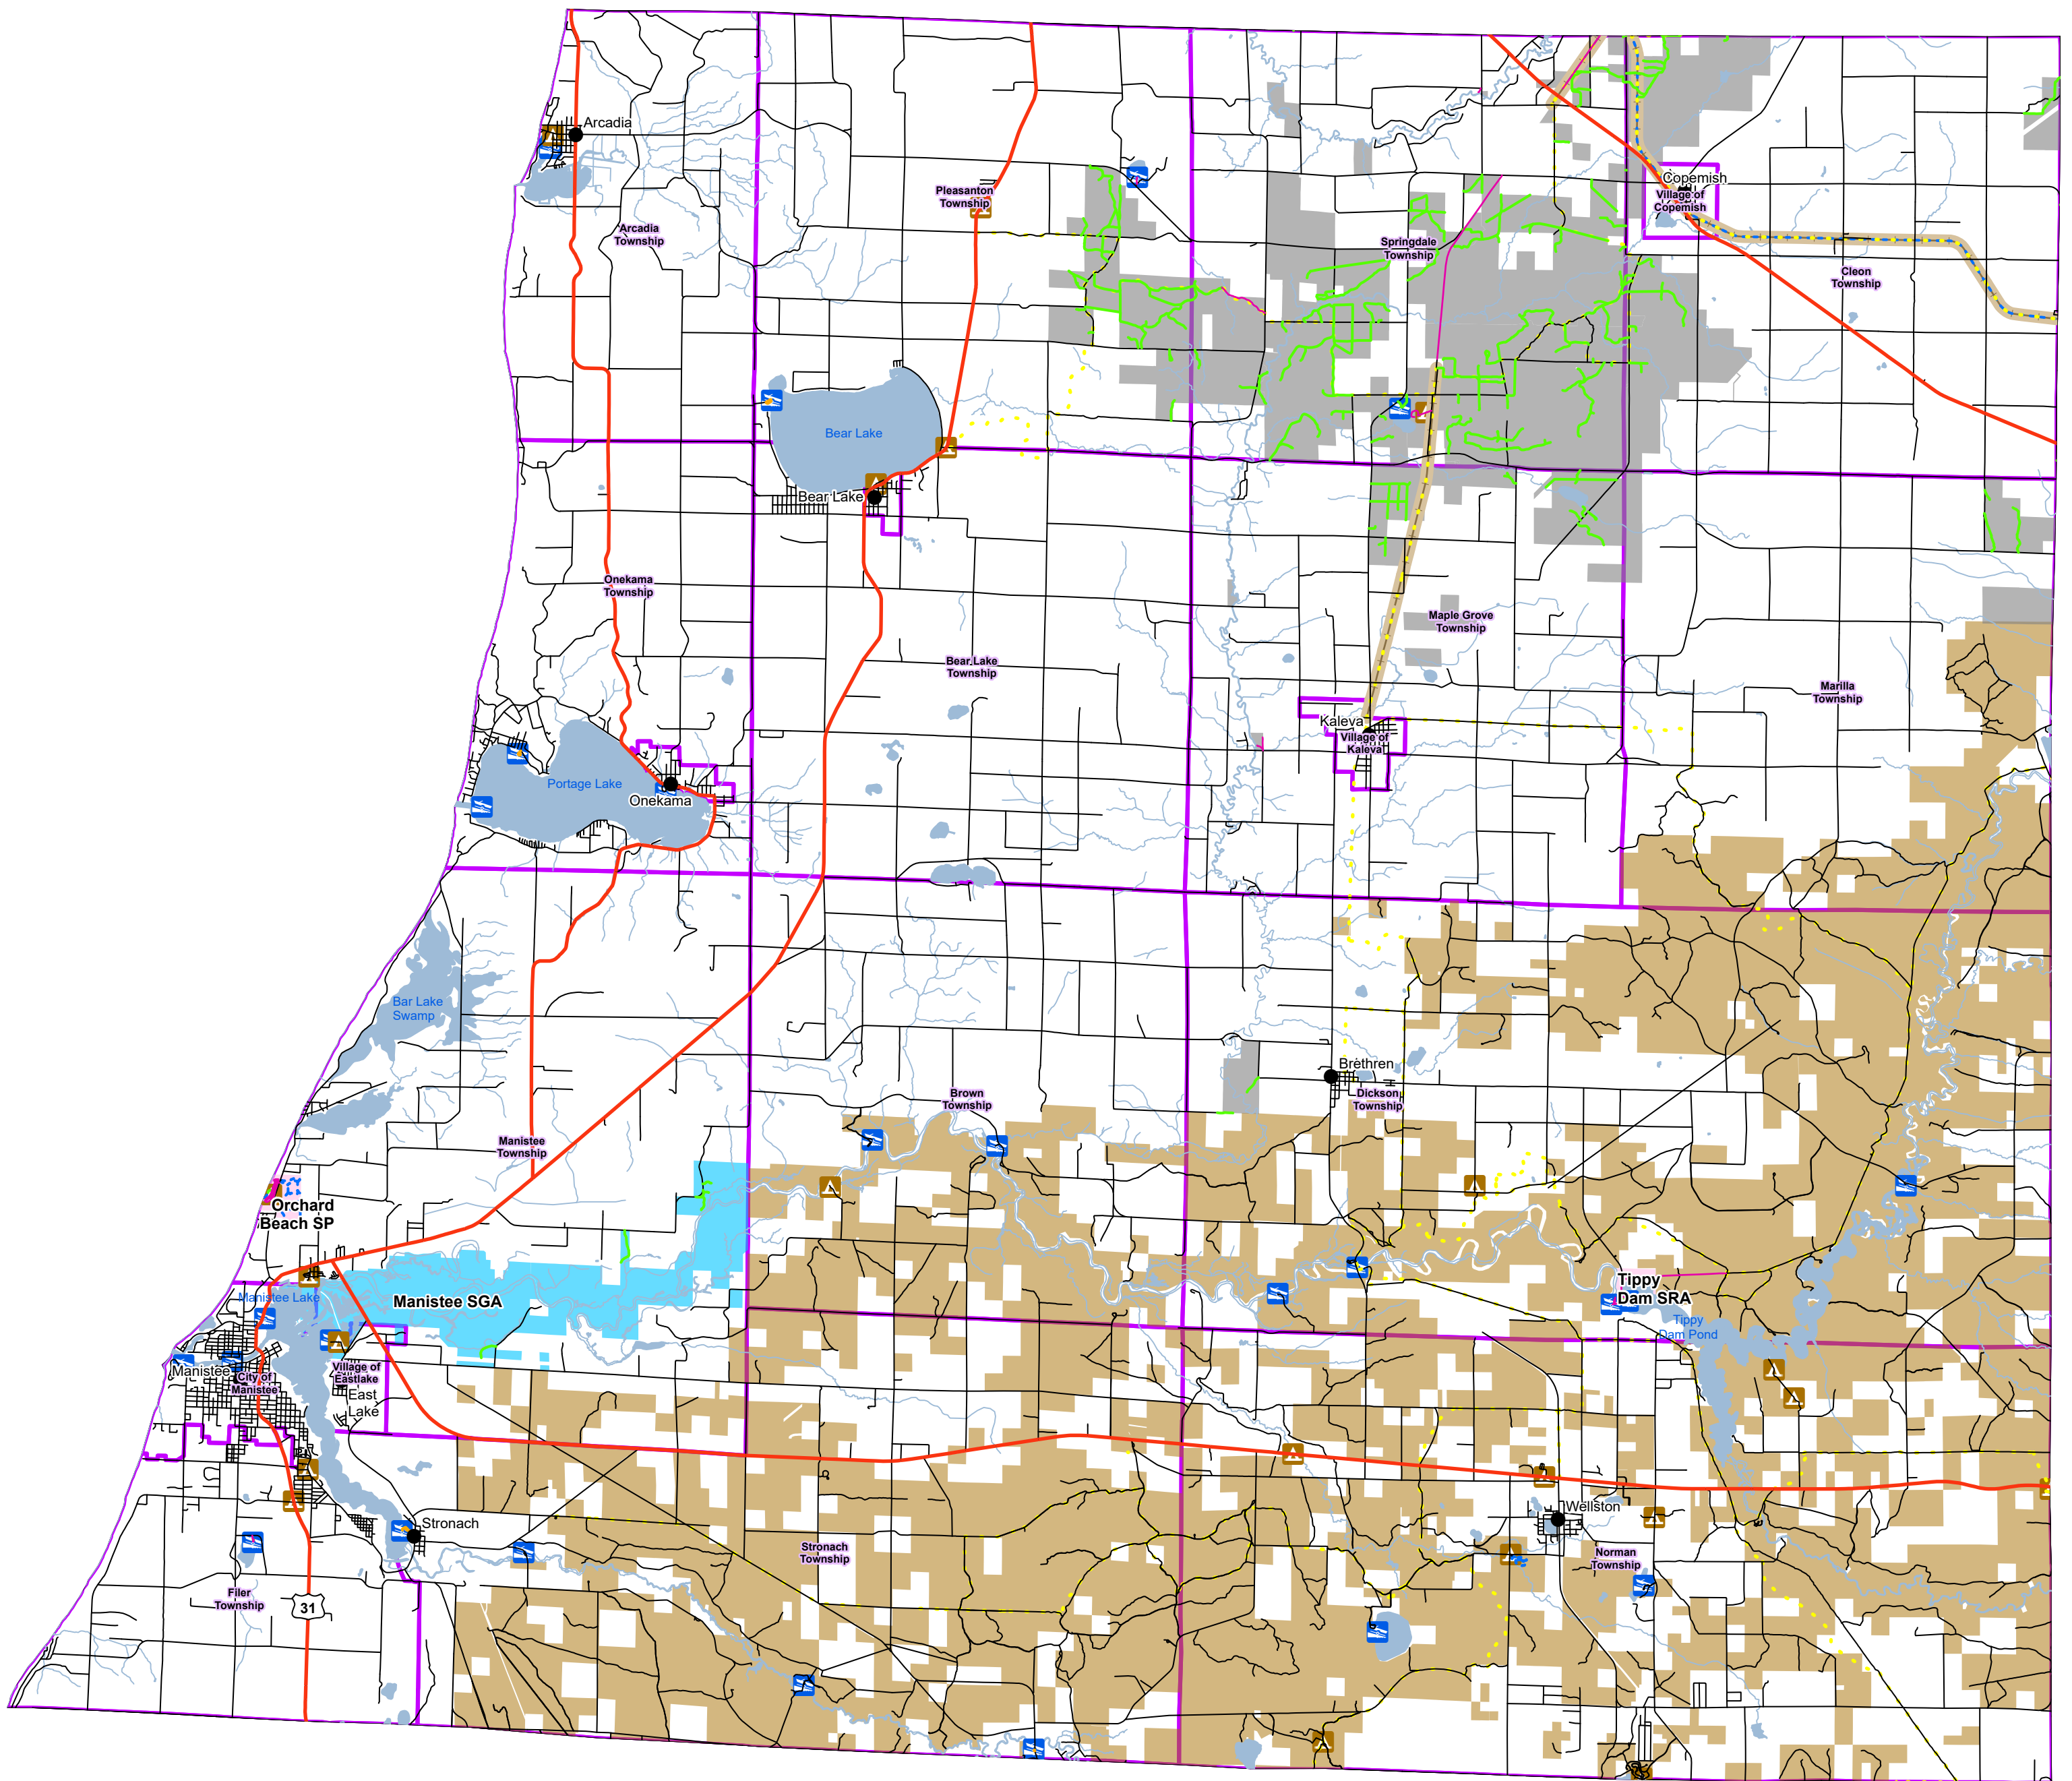 Arcadia
Copemish
Village of
Copemish
Pleasanton
Township
Arcadia
Township
Springdale
Township
Cleon
Township
Bear Lake
Bear Lake
Onekama
Township
Maple Grove
Township
Bear Lake
Township
Marilla
Township
Kaleva
Village of
Kaleva
Portage Lake
Onekama
Bar Lake
Swamp
Brethren
Dickson
Township
Brown
Township
Manistee
Township
Orchard
Beach SP
Manistee Lake
Manistee SGA
Tippy
Dam SRA
Tippy
Dam Pond
Manistee
City of
Manistee
Village of
Eastlake
East
Lake
Stronach
Wellston
Stronach
Township
Norman
Township
Filer
Township
31